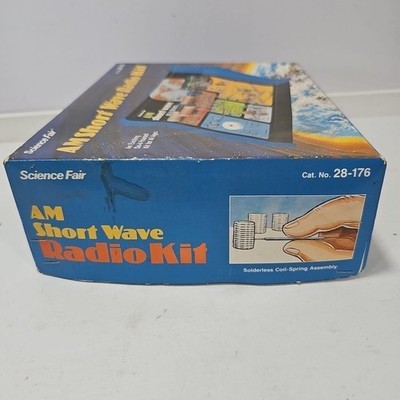 Science Fair
AM Short Wave Radio Kit
Science Fair
Cat. No. 28-176
AM
Short Wave
Radio Kit
Solderless Coil-Spring Assembly